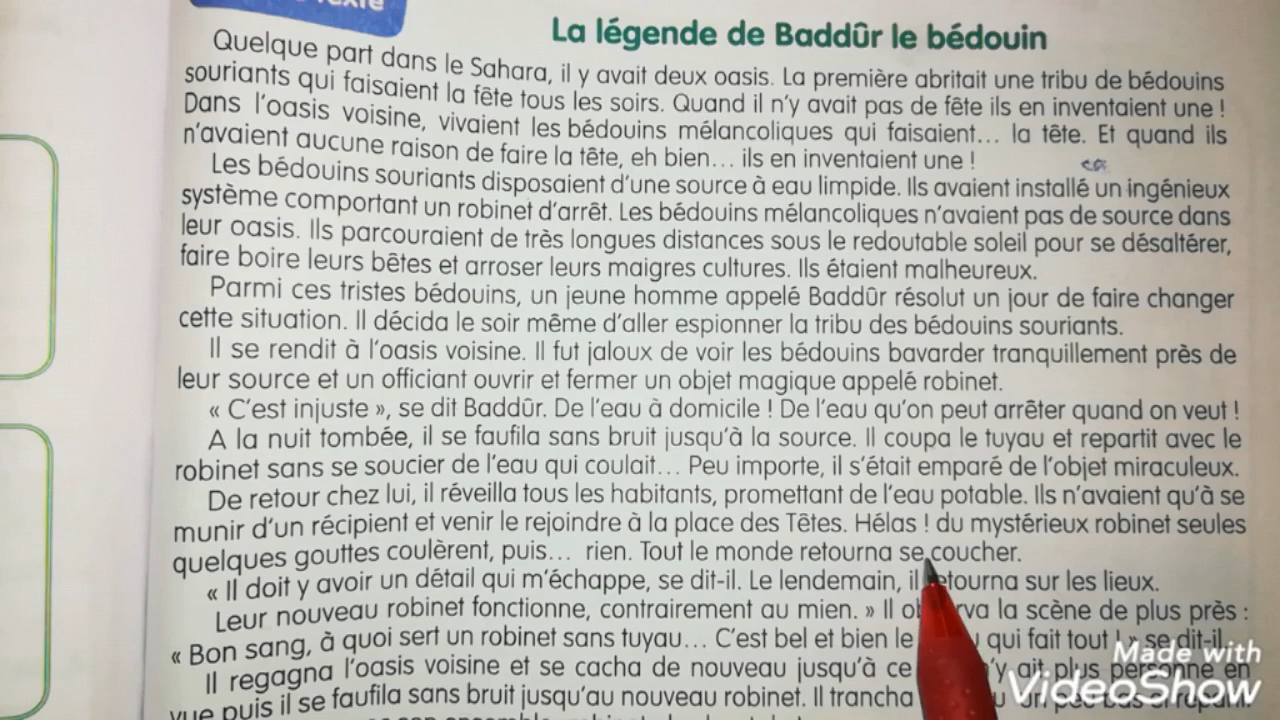 texte
La légende de Baddûr le bédouin
Quelque part dans le Sahara, il y avait deux oasis. La première abritait une tribu de bédouins
souriants qui faisaient la fête tous les soirs. Quand il n'y avait pas de fête ils en inventaient une !
Dans l'oasis voisine, vivaient les bédouins mélancoliques qui faisaient... la tête. Et quand ils
n'avaient aucune raison de faire la tête, eh bien... ils en inventaient une !
Les bédouins souriants disposaient d'une source à eau limpide. Ils avaient installé un ingénieux
système comportant un robinet d'arrêt. Les bédouins mélancoliques n'avaient pas de source dans
leur oasis. Ils parcouraient de très longues distances sous le redoutable soleil pour se désaltérer,
faire boire leurs bêtes et arroser leurs maigres cultures. Ils étaient malheureux.
Parmi ces tristes bédouins, un jeune homme appelé Baddûr résolut un jour de faire changer
cette situation. Il décida le soir même d'aller espionner la tribu des bédouins souriants.
Il se rendit à l'oasis voisine. Il fut jaloux de voir les bédouins bavarder tranquillement près de
leur source et un officiant ouvrir et fermer un objet magique appelé robinet.
« C'est injuste », se dit Baddûr. De l'eau à domicile ! De l'eau qu'on peut arrêter quand on veut !
A la nuit tombée, il se faufila sans bruit jusqu'à la source. Il coupa le tuyau et repartit avec le
robinet sans se soucier de l'eau qui coulait... Peu importe, il s'était emparé de l'objet miraculeux.
De retour chez lui, il réveilla tous les habitants, promettant de l'eau potable. Ils n'avaient qu'à se
munir d'un récipient et venir le rejoindre à la place des Têtes. Hélas ! du mystérieux robinet seules
quelques gouttes coulèrent, puis... rien. Tout le monde retourna se coucher.
« Il doit y avoir un détail qui m'échappe, se dit-il. Le lendemain, il retourna sur les lieux.
Leur nouveau robinet fonctionne, contrairement au mien. » Il observa la scène de plus près :
« Bon sang, à quoi sert un robinet sans tuyau... C'est bel et bien le qui fait tout ! » se dit-il.
Il regagna l'oasis voisine et se cacha de nouveau jusqu'à ce n'y ait plus personne en
vue puis il se faufila sans bruit jusqu'au nouveau robinet. Il trancha un peu bas
Made with
VideoShow